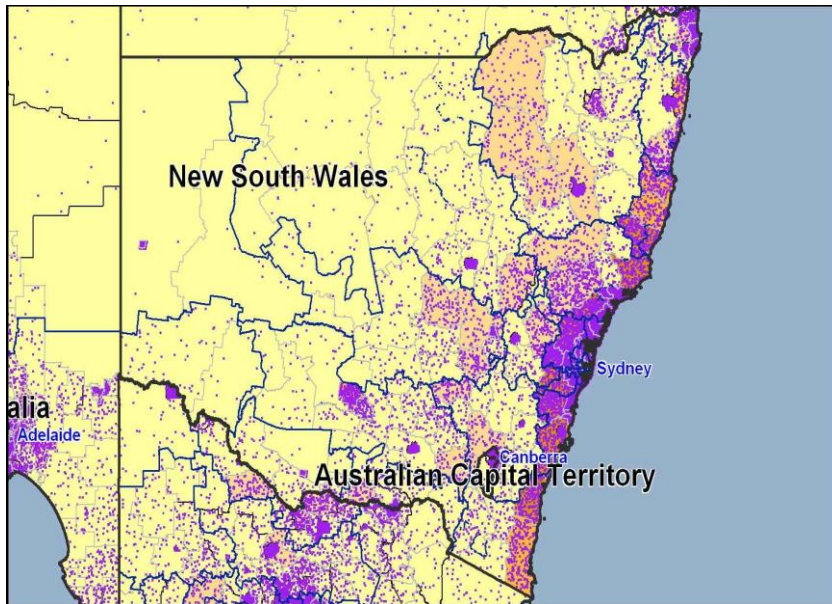 New South Wales
Sydney
alia
Adelaide
Canberra
Australian Capital Territory